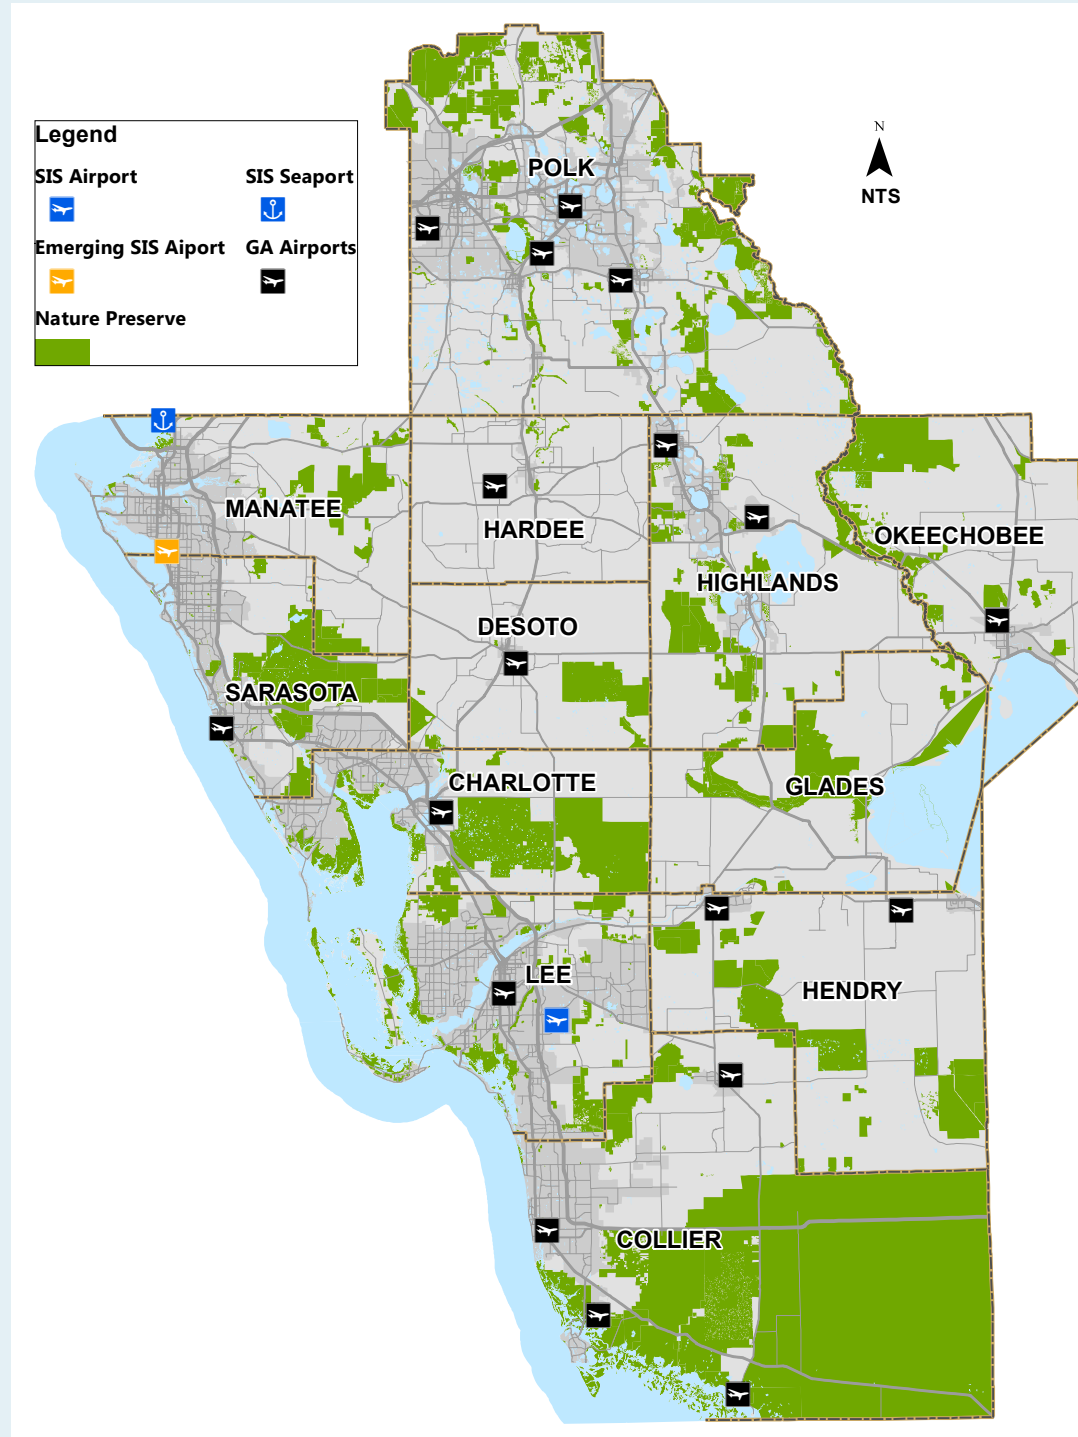 Legend
SIS Airport
SIS Seaport
Emerging SIS Aiport
GA Airports
Nature Preserve
N
NTS
POLK
MANATEE
HARDEE
OKEECHOBEE
HIGHLANDS
DESOTO
SARASOTA
CHARLOTTE
GLADES
LEE
HENDRY
COLLIER